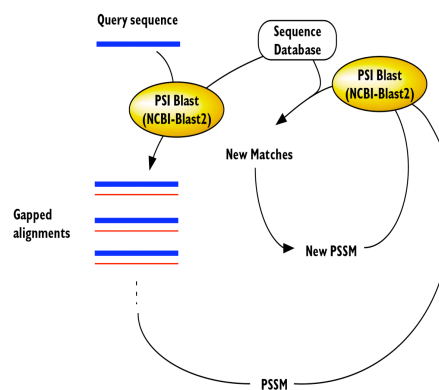 Query sequence
Sequence
Database
PSI Blast
(NCBI-Blast2)
PSI Blast
(NCBI-Blast2)
New Matches
Gapped
alignments
New PSSM
PSSM